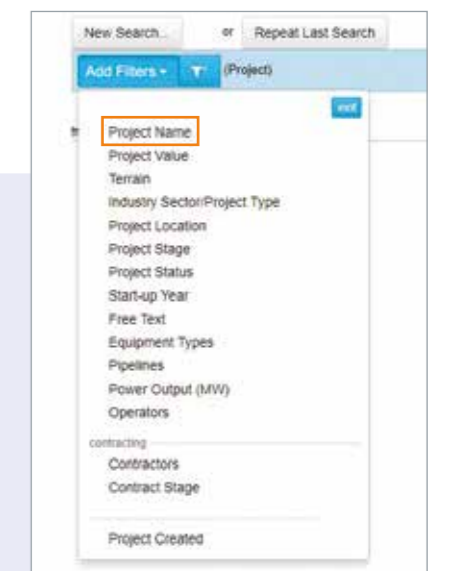 New Search... or Repeat Last Search
Add Filters (Project)
exit
Project Name
Project Value
Terrain
Industry Sector/Project Type
Project Location
Project Stage
Project Status
Start-up Year
Free Text
Equipment Types
Pipelines
Power Output (MW)
Operators
contracting
Contractors
Contract Stage
Project Created